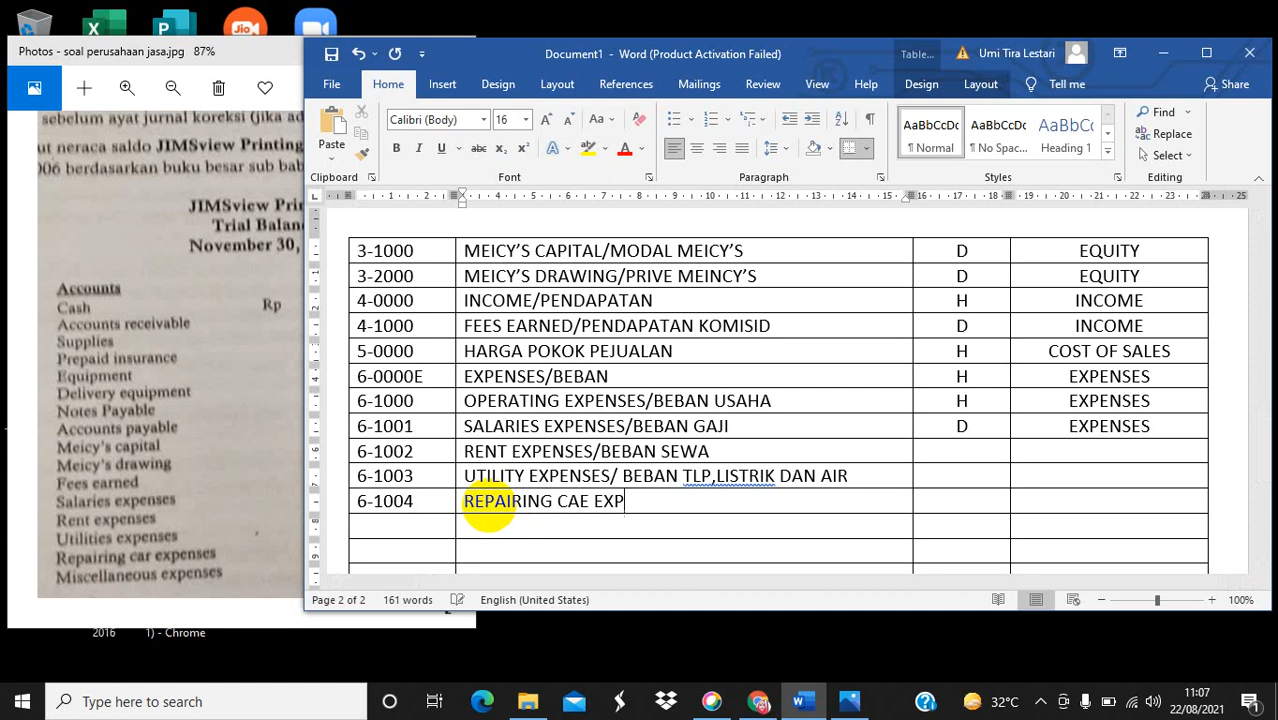 Photos - soal perusahaan jasa.jpg 87%
sebelum ayat jurnal koreksi (jika ad
ut neraca saldo JIMSview Printing
006 berdasarkan buku besar sub bab
JIMSview Prin
Trial Balan
November 30,
Accounts
Cash Rp
Accounts receivable
Supplies
Prepaid insurance
Equipment
Delivery equipment
Notes Payable
Accounts payable
Meicy's capital
Meicy's drawing
Fees earned
Salaries expenses
Rent expenses
Utilities expenses
Repairing car expenses
Miscellaneous expenses
2016 1) - Chrome
Document1 - Word (Product Activation Failed)
Table...
Umi Tira Lestari
File Home Insert Design Layout References Mailings Review View Help Design Layout Tell me Share
Paste
Calibri (Body) 16
Clipboard Font Paragraph Styles Editing
AaBbCcDc AaBbCcDc AaBbCc
¶ Normal ¶ No Spac... Heading 1
Find
Replace
Select
3-1000 MEICY’S CAPITAL/MODAL MEICY’S D EQUITY
3-2000 MEICY’S DRAWING/PRIVE MEINCY’S D EQUITY
4-0000 INCOME/PENDAPATAN H INCOME
4-1000 FEES EARNED/PENDAPATAN KOMISID D INCOME
5-0000 HARGA POKOK PEJUALAN H COST OF SALES
6-0000E EXPENSES/BEBAN H EXPENSES
6-1000 OPERATING EXPENSES/BEBAN USAHA H EXPENSES
6-1001 SALARIES EXPENSES/BEBAN GAJI D EXPENSES
6-1002 RENT EXPENSES/BEBAN SEWA
6-1003 UTILITY EXPENSES/ BEBAN TLP,LISTRIK DAN AIR
6-1004 REPAIRING CAE EXP
Page 2 of 2 161 words English (United States) 100%
Type here to search
32°C
11:07
22/08/2021